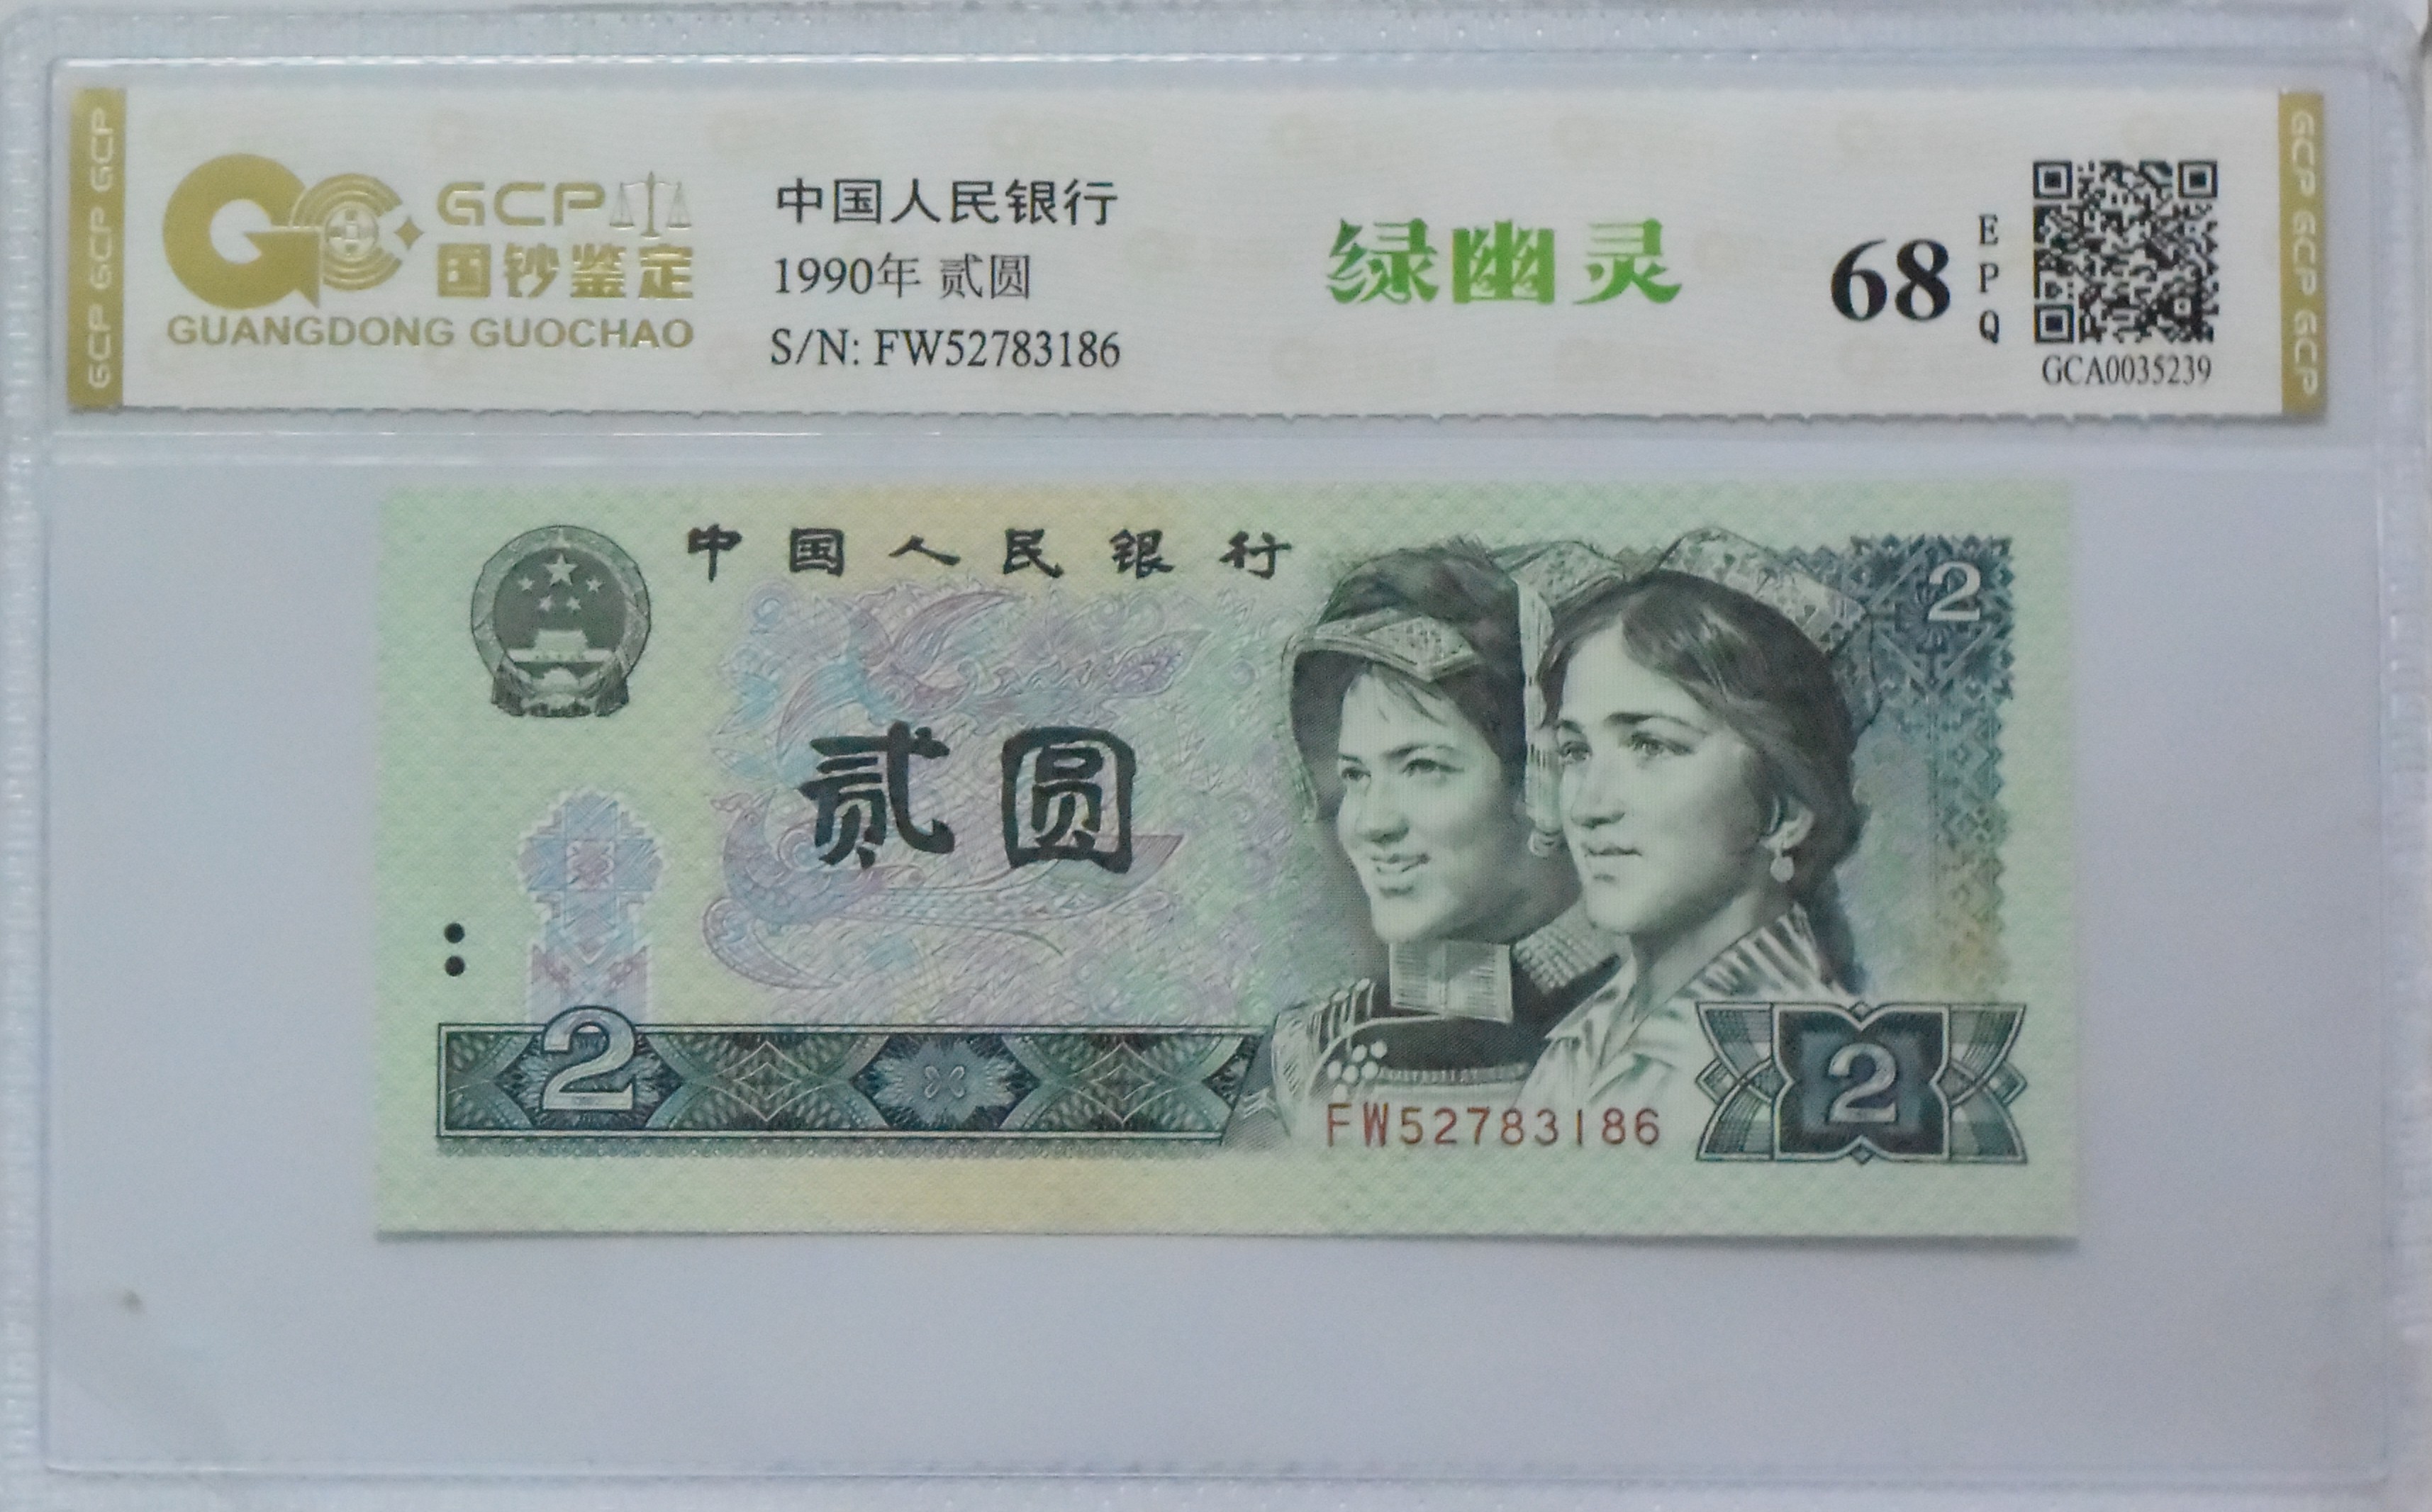 GCP GCP GCP
GCP
国钞鉴定
GUANGDONG GUOCHAO
中国人民银行
1990年 贰圆
S/N: FW52783186
绿幽灵
68
EPQ
GCA0035239
GCP GCP GCP
中国人民银行
2
贰圆
2
2
FW52783186